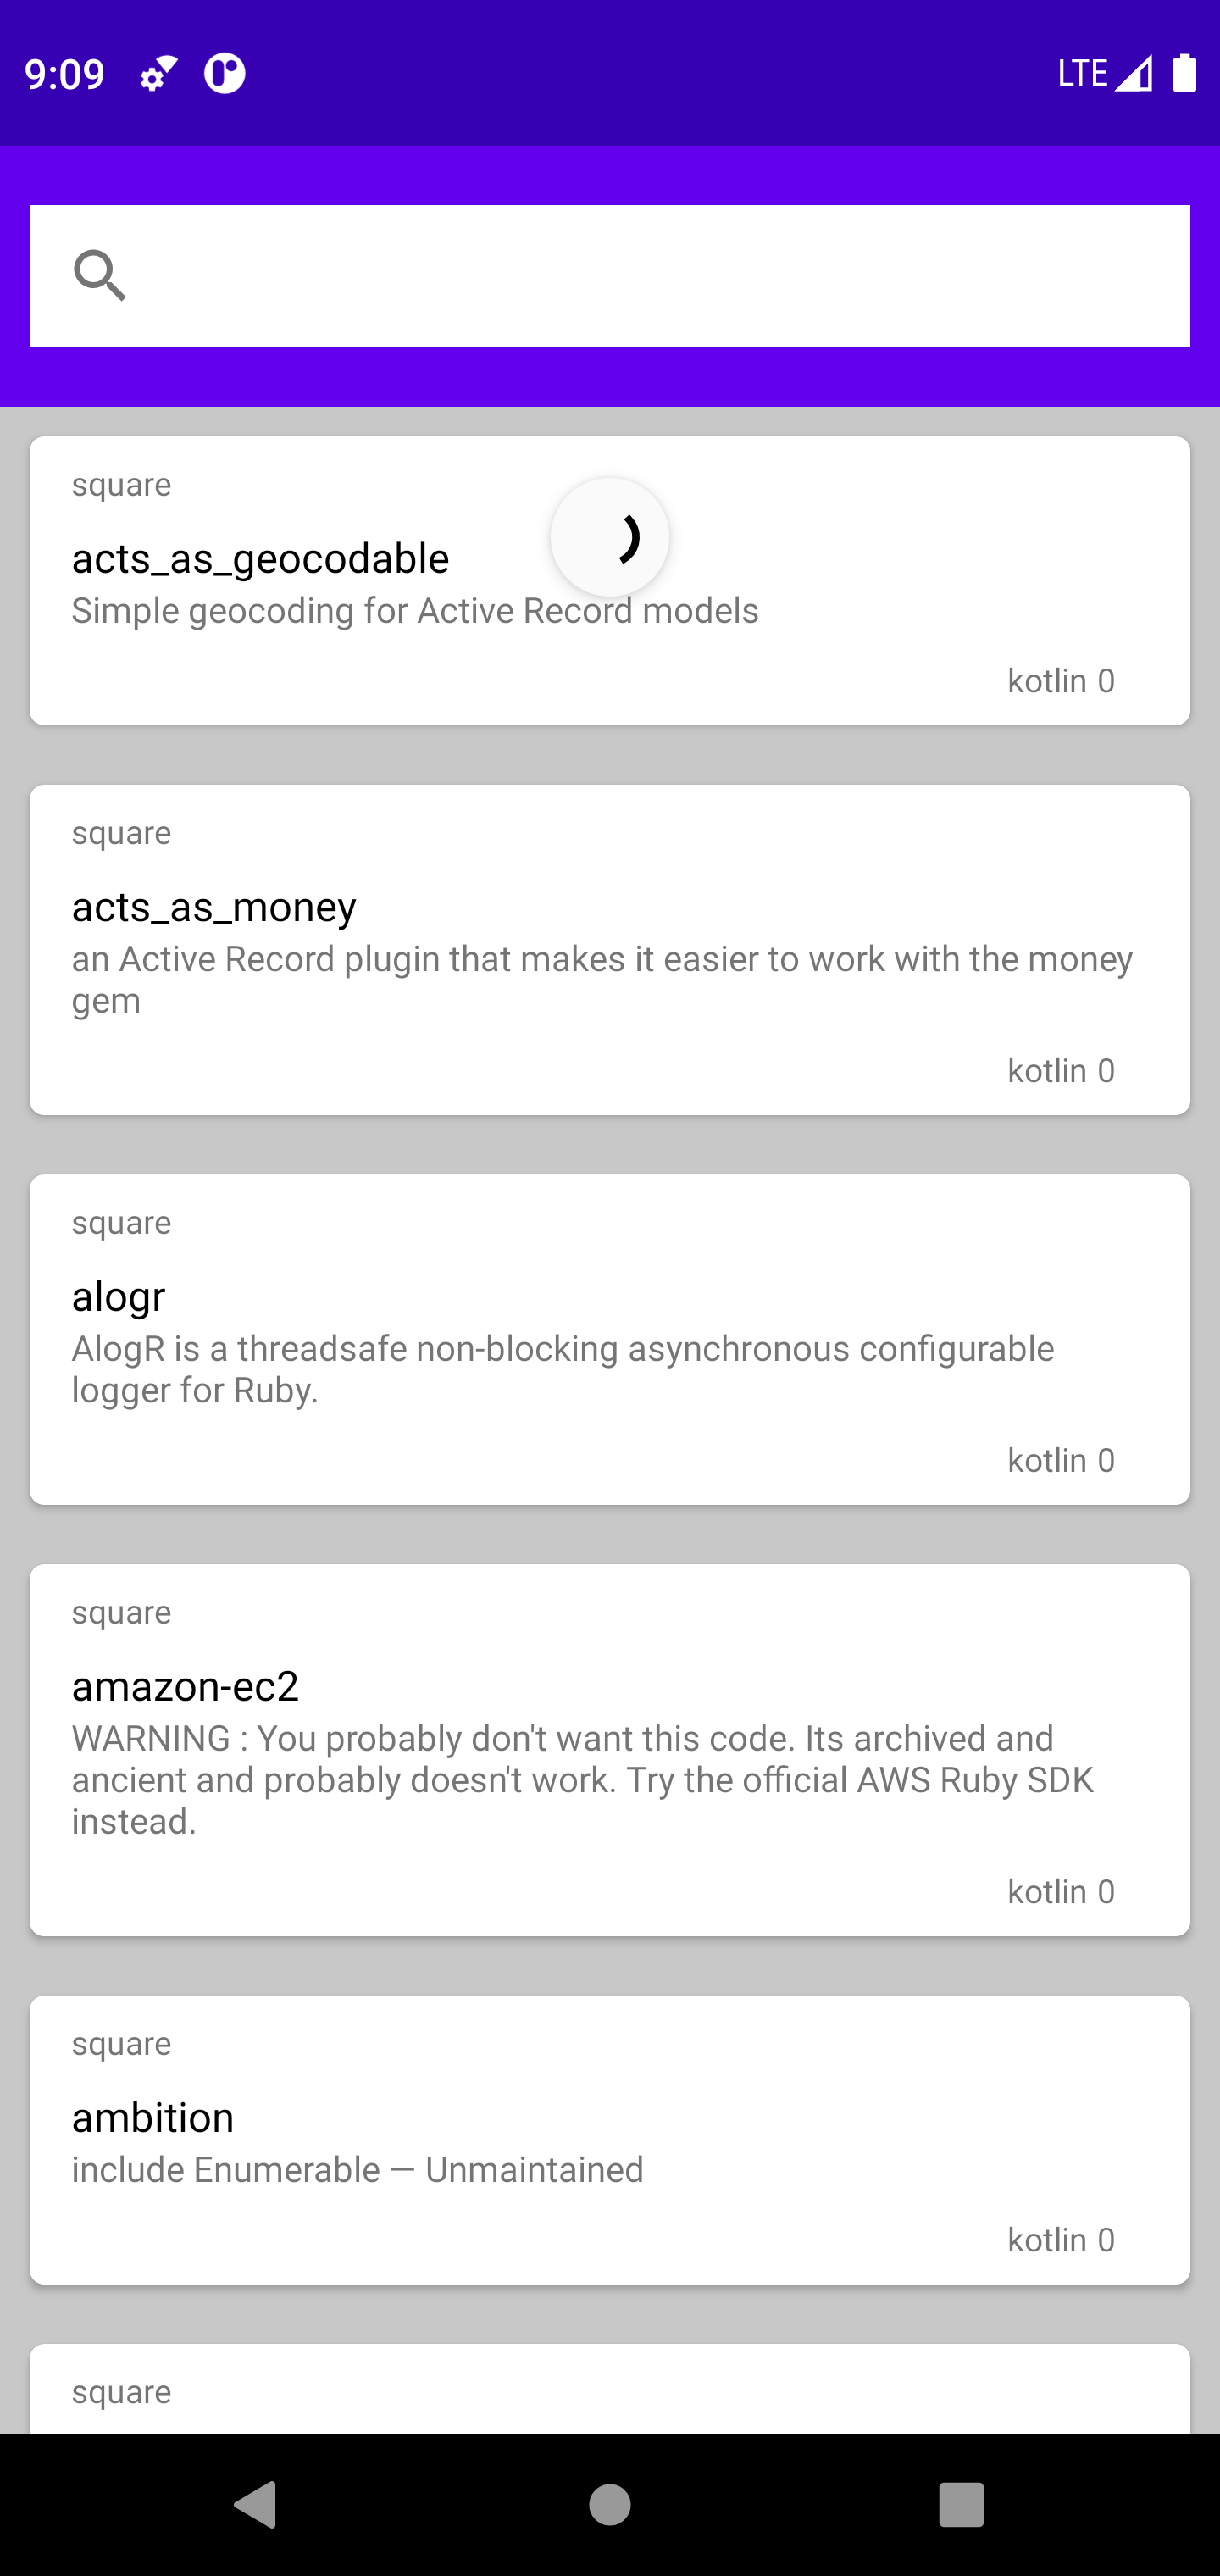 9:09
LTE
square
acts_as_geocodable
Simple geocoding for Active Record models
kotlin 0
square
acts_as_money
an Active Record plugin that makes it easier to work with the money
gem
kotlin 0
square
alogr
AlogR is a threadsafe non-blocking asynchronous configurable
logger for Ruby.
kotlin 0
square
amazon-ec2
WARNING : You probably don't want this code. Its archived and
ancient and probably doesn't work. Try the official AWS Ruby SDK
instead.
kotlin 0
square
ambition
include Enumerable — Unmaintained
kotlin 0
square